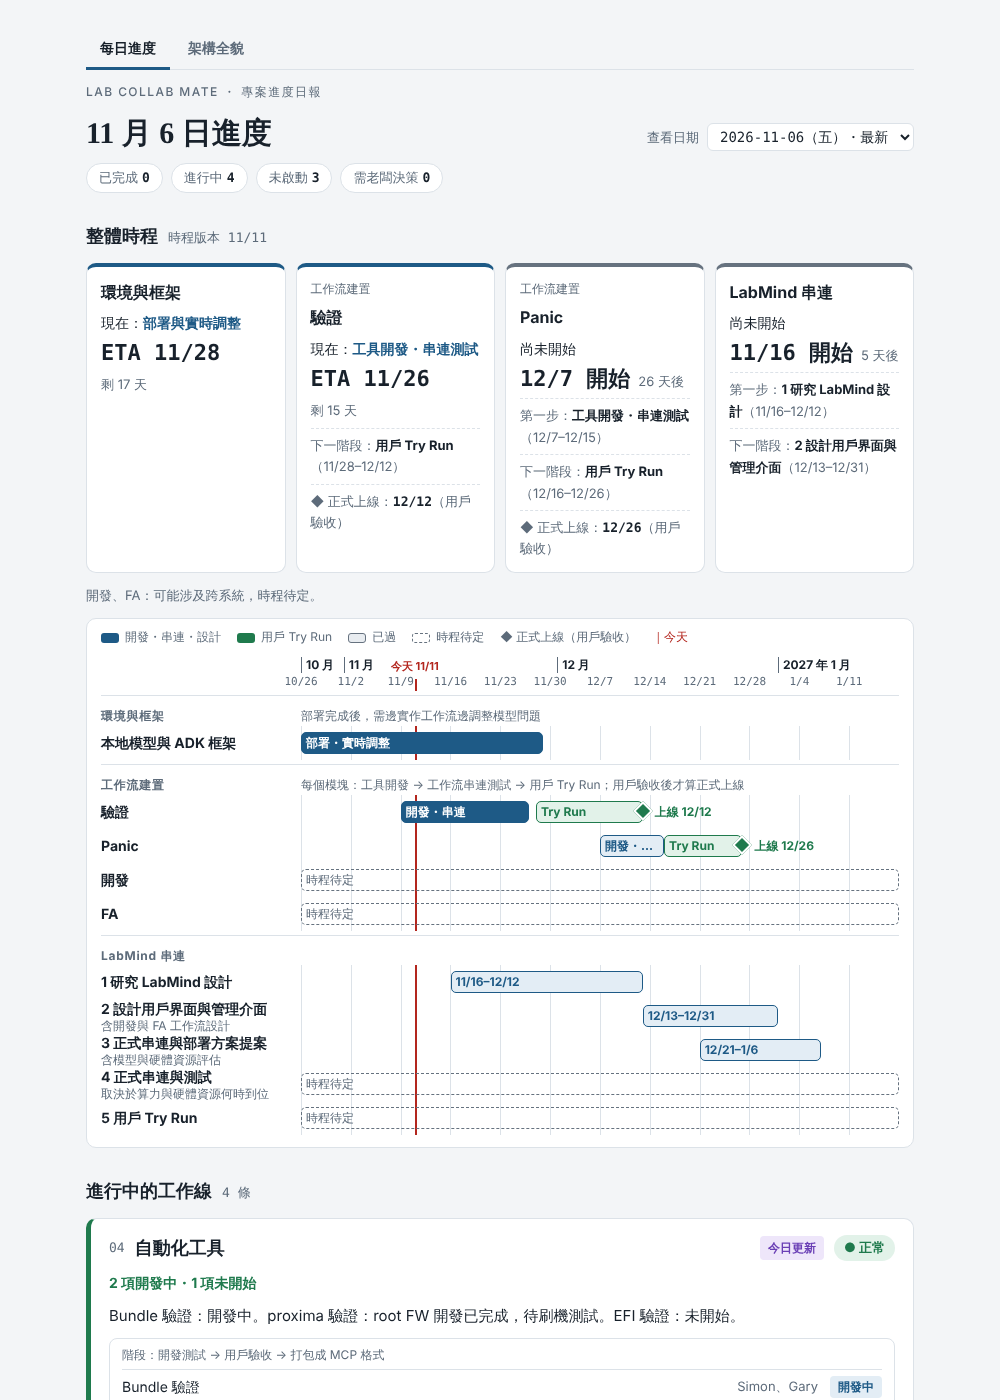 每日進度 架構全貌
LAB COLLAB MATE · 專案進度日報
11 月 6 日進度
查看日期 2026-11-06（五）· 最新
已完成 0 進行中 4 未啟動 3 需老闆決策 0
整體時程 時程版本 11/11
環境與框架
現在：部署與實時調整
ETA 11/28
剩 17 天
工作流建置
驗證
現在：工具開發・串連測試
ETA 11/26
剩 15 天
下一階段：用戶 Try Run
（11/28–12/12）
◆ 正式上線：12/12（用戶
驗收）
工作流建置
Panic
尚未開始
12/7 開始 26 天後
第一步：工具開發・串連測試
（12/7–12/15）
下一階段：用戶 Try Run
（12/16–12/26）
◆ 正式上線：12/26（用戶
驗收）
LabMind 串連
尚未開始
11/16 開始 5 天後
第一步：1 研究 LabMind 設
計（11/16–12/12）
下一階段：2 設計用戶界面與
管理介面（12/13–12/31）
開發、FA：可能涉及跨系統，時程待定。
開發・串連・設計 用戶 Try Run 已過 時程待定 ◆ 正式上線（用戶驗收） | 今天
10 月 11 月 今天 11/11 12 月 2027 年 1 月
10/26 11/2 11/9 11/16 11/23 11/30 12/7 12/14 12/21 12/28 1/4 1/11
環境與框架 部署完成後，需邊實作工作流邊調整模型問題
本地模型與 ADK 框架 部署・實時調整
工作流建置 每個模塊：工具開發 → 工作流串連測試 → 用戶 Try Run；用戶驗收後才算正式上線
驗證 開發・串連 Try Run 上線 12/12
Panic 開發・… Try Run 上線 12/26
開發 時程待定
FA 時程待定
LabMind 串連
1 研究 LabMind 設計 11/16–12/12
2 設計用戶界面與管理介面 12/13–12/31
含開發與 FA 工作流設計
3 正式串連與部署方案提案 12/21–1/6
含模型與硬體資源評估
4 正式串連與測試 時程待定
取決於算力與硬體資源何時到位
5 用戶 Try Run 時程待定
進行中的工作線 4 條
04 自動化工具 今日更新 ● 正常
2 項開發中・1 項未開始
Bundle 驗證：開發中。proxima 驗證：root FW 開發已完成，待刷機測試。EFI 驗證：未開始。
階段：開發測試 → 用戶驗收 → 打包成 MCP 格式
Bundle 驗證 Simon、Gary 開發中